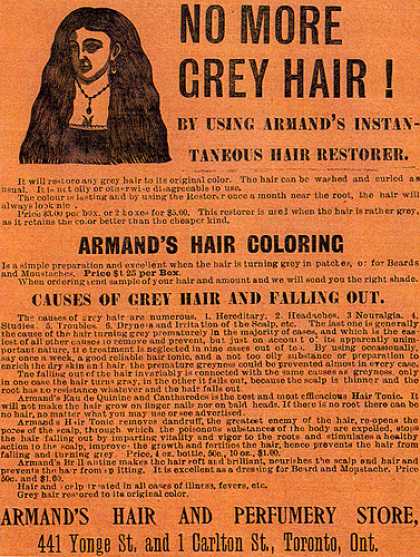 NO MORE
GREY HAIR !
BY USING ARMAND'S INSTAN-
TANEOUS HAIR RESTORER.
It will restore any grey hair to its original color. The hair can be washed and curled as
usual. It is not oily or otherwise disagreeable to use.
The colour is lasting and by using the Restorer once a month near the root, the hair will
always look nice.
Price $3.00 per box, or 2 boxes for $5.00. This restorer is used when the hair is rather grey
as it retains the color better than the cheaper kind.
ARMAND'S HAIR COLORING
Is a simple preparation and excellent when the hair is turning grey in patches, or for Beards
and Moustaches. Price $1.25 per Box.
When ordering send sample of your hair and amount and we will send you the right shade.
CAUSES OF GREY HAIR AND FALLING OUT.
The causes of grey hair are numerous. 1. Hereditary. 2. Headaches. 3 Neuralgia. 4.
Studies. 5. Troubles. 6. Dryness and Irritation of the Scalp, etc. The last one is generally
the cause of the hair turning grey prematurely in the majority of cases, and which is the eas-
iest of all other causes to remove and prevent, but just on account of its apparently unim-
portant nature, the treatment is neglected in nine cases out of ten. By using occasionally,
say once a week, a good reliable hair tonic, and a not too oily substance or preparation to
enrich the dry skin and hair, the premature greyness could be prevented almost in every case.
The falling out of the hair invariably is connected with the same causes as greyness, only
in one case the hair turns gray, in the other it falls out, because the scalp is thinner and the
root has no resistance whatever and the hair falls out.
Armand's Eau de Quinine and Cantharedes is the best and most efficacious Hair Tonic. It
will not make the hair grow on finger nails nor on bald heads. If there is no root there can be
no hair, no matter what you may use or see advertised.
Armand's Hair Tonic removes dandruff, the greatest enemy of the hair, re-opens the
pores of the scalp, through which the poisonous substances of the body are expelled, stops
the hair falling out by imparting vitality and vigor to the roots and stimulates a healthy
action to the scalp, improves the growth and fortifies the hair, hence prevents the hair from
falling and turning grey. Price, 4 oz. bottle, 50c., 10 oz., $1.00.
Armand's Brilliantine makes the hair soft and brilliant, nourishes the scalp and hair and
prevents the hair from splitting. It is excellent as a dressing for Beard and Moustache. Price
50c. and $1.00.
Hair and scalp treated in all cases of illness, fevers, etc.
Grey hair restored to its original color.
ARMAND'S HAIR AND PERFUMERY STORE,
441 Yonge St. and 1 Carlton St., Toronto, Ont.